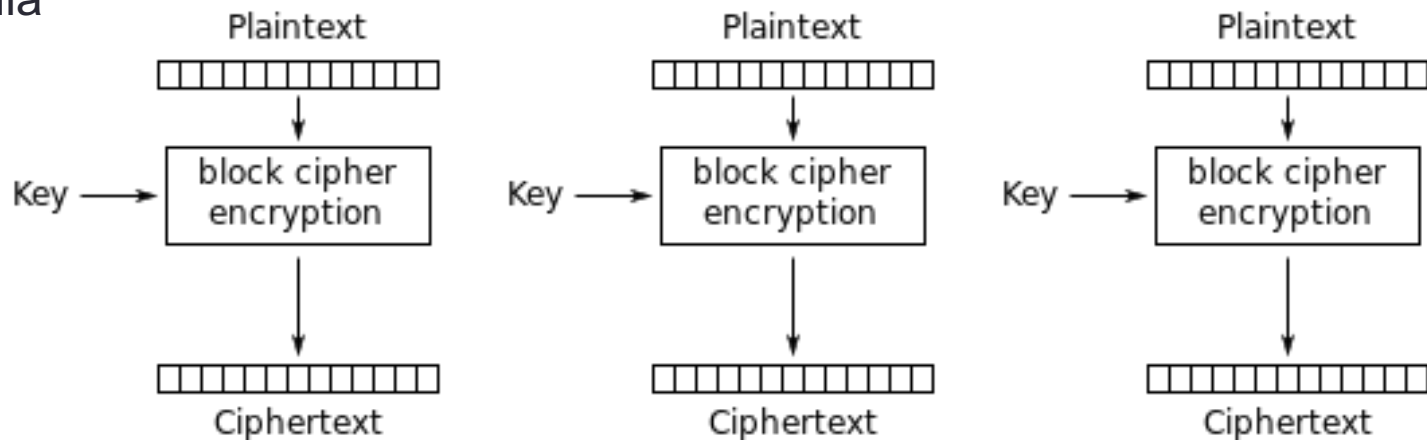 Plaintext Plaintext Plaintext
Key block cipher encryption Key block cipher encryption Key block cipher encryption
Ciphertext Ciphertext Ciphertext